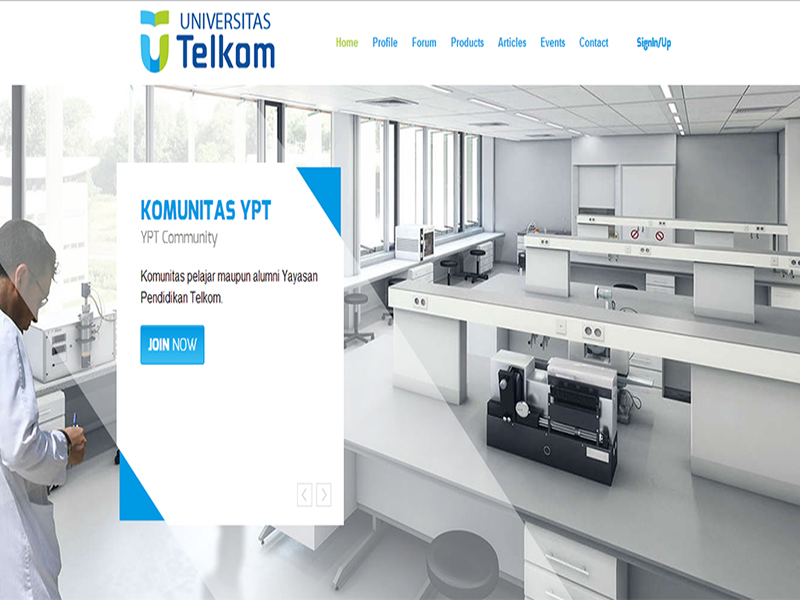 UNIVERSITAS
Telkom
Home Profile Forum Products Articles Events Contact SignIn/Up
KOMUNITAS YPT
YPT Community
Komunitas pelajar maupun alumni Yayasan
Pendidikan Telkom.
JOIN NOW